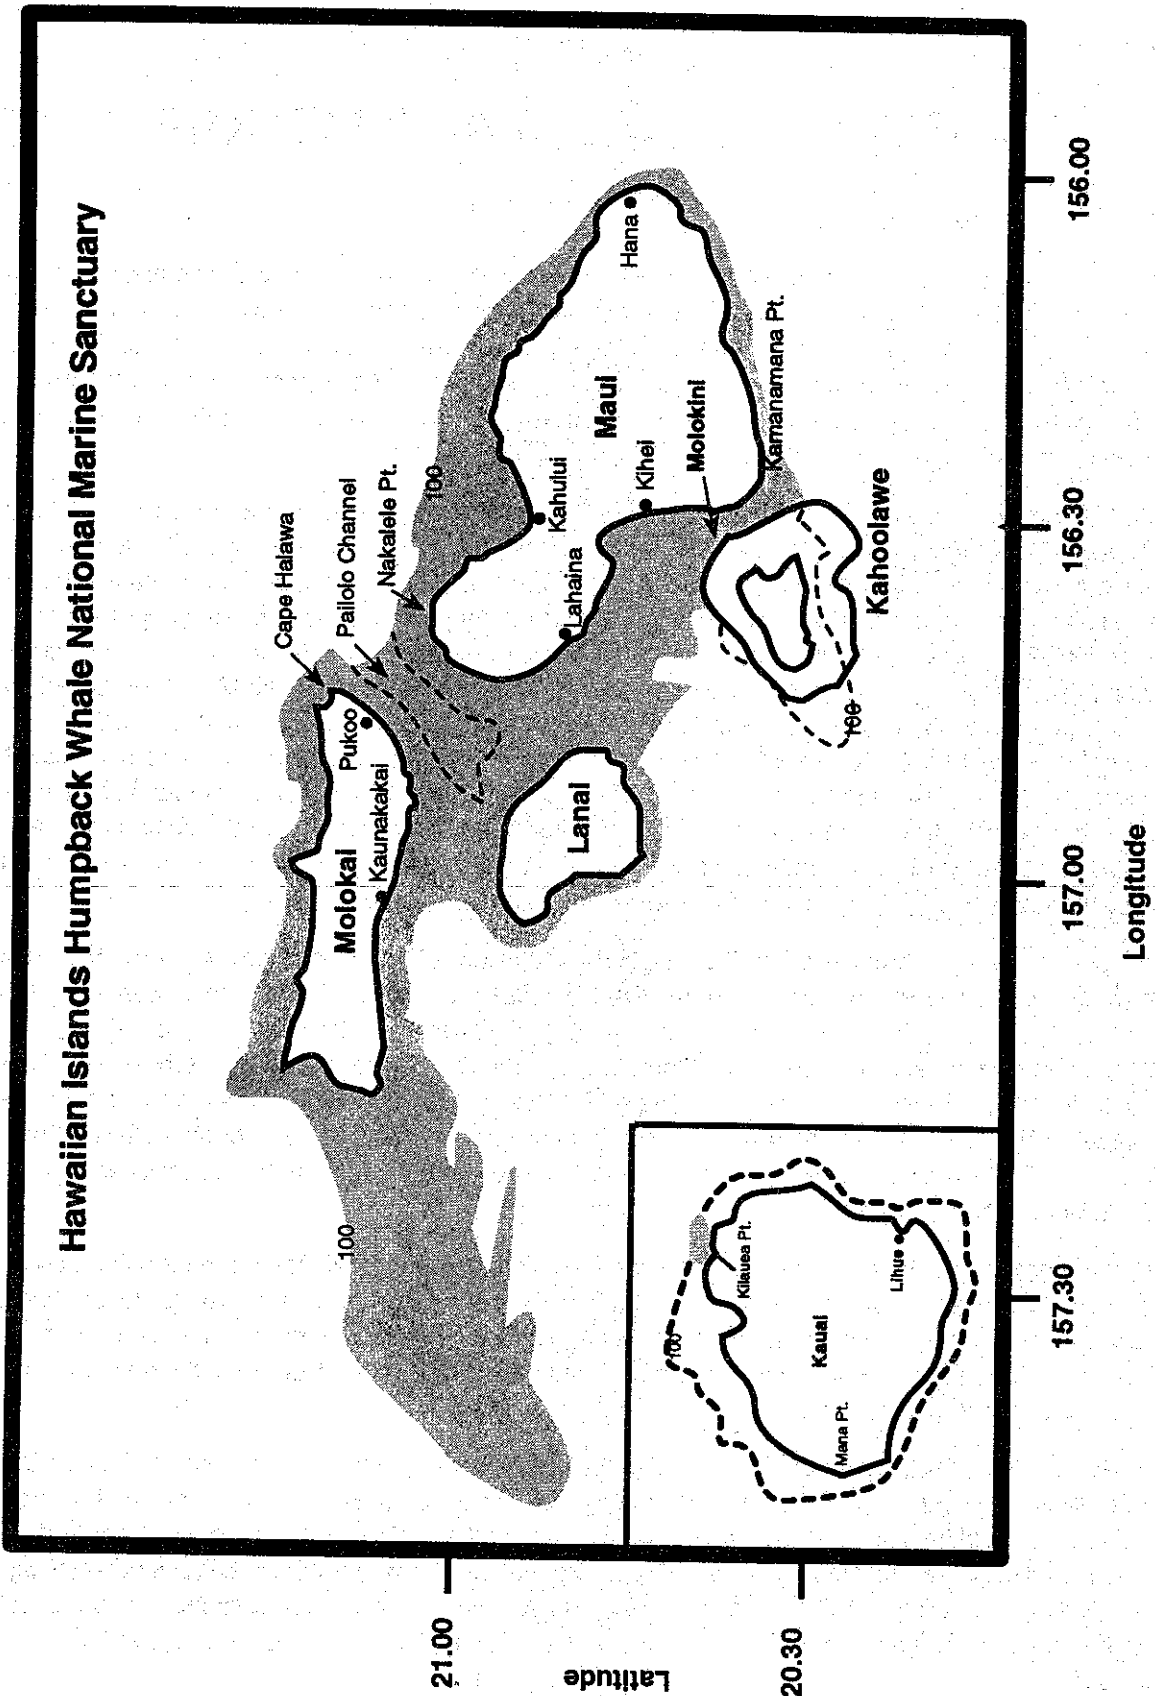 Hawaiian Islands Humpback Whale National Marine Sanctuary
Cape Halawa
Pailolo Channel
Nakalele Pt.
100
Pukoo
Kaunakakai
Molokai
Kahului
Lahaina
Maui
Hana
Kihei
Molokini
Kamanamana Pt.
Lanai
Kahoolawe
100
100
100
Kilauea Pt.
Lihue
Kauai
Mana Pt.
21.00
20.30
Latitude
157.30
157.00
156.30
156.00
Longitude